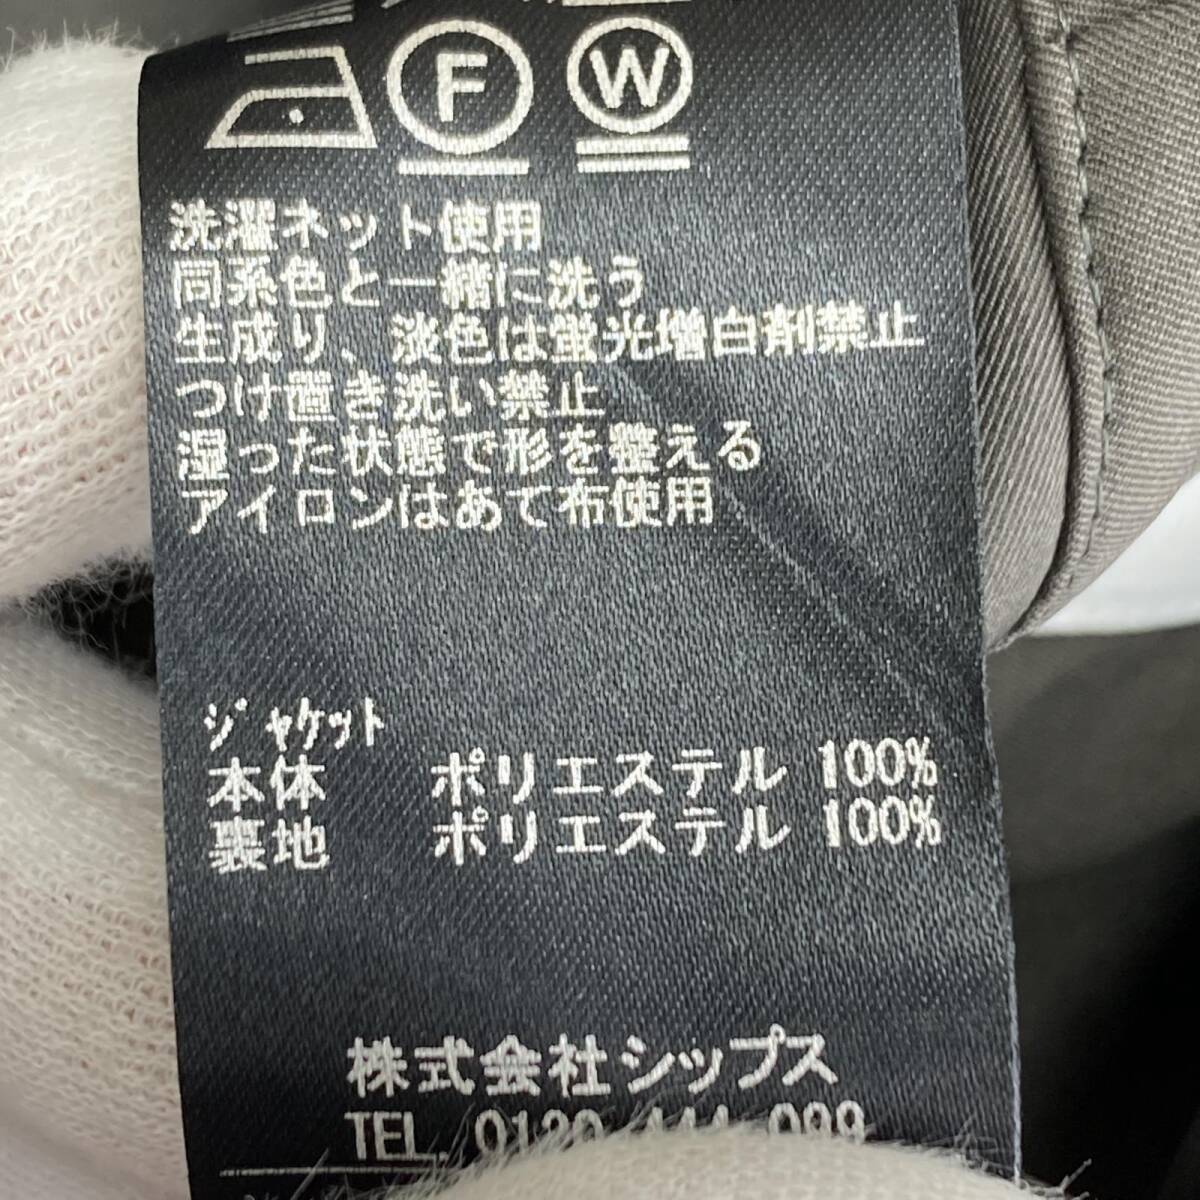 F W
洗濯ネット使用
同系色と一緒に洗う
生成り、淡色は蛍光増白剤禁止
つけ置き洗い禁止
湿った状態で形を整える
アイロンはあて布使用
ｼﾞｬｹｯﾄ
本体 ポリエステル 100%
裏地 ポリエステル 100%
株式会社シップス
TEL. 0120